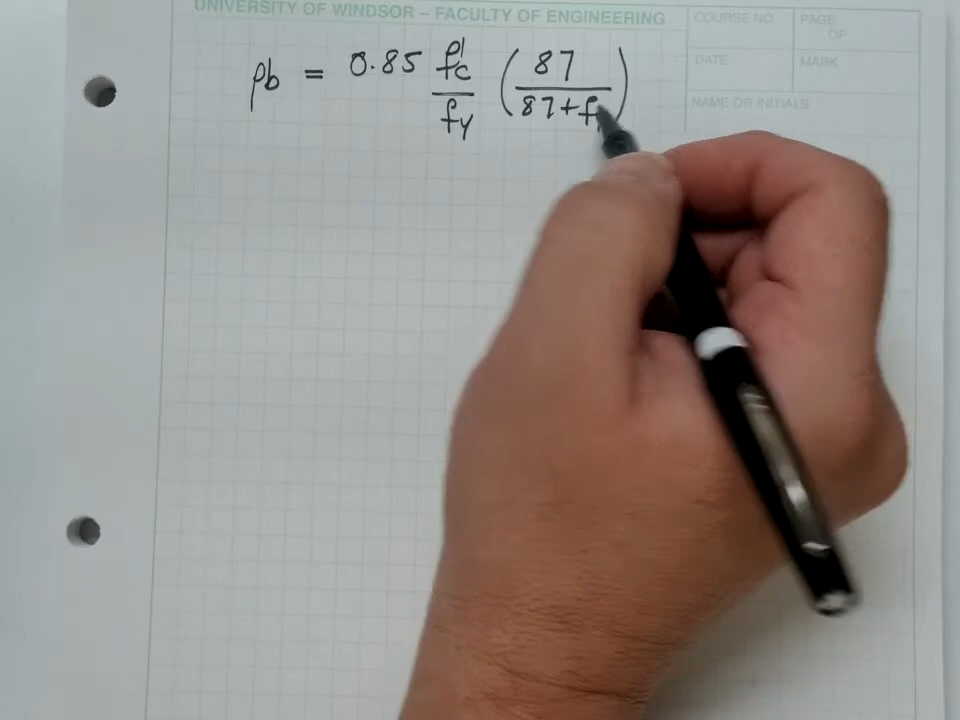 UNIVERSITY OF WINDSOR – FACULTY OF ENGINEERING
COURSE NO.
PAGE
OF
DATE
MARK
NAME OR INITIALS
ρb = 0.85 f'c/fy (87/87+f)